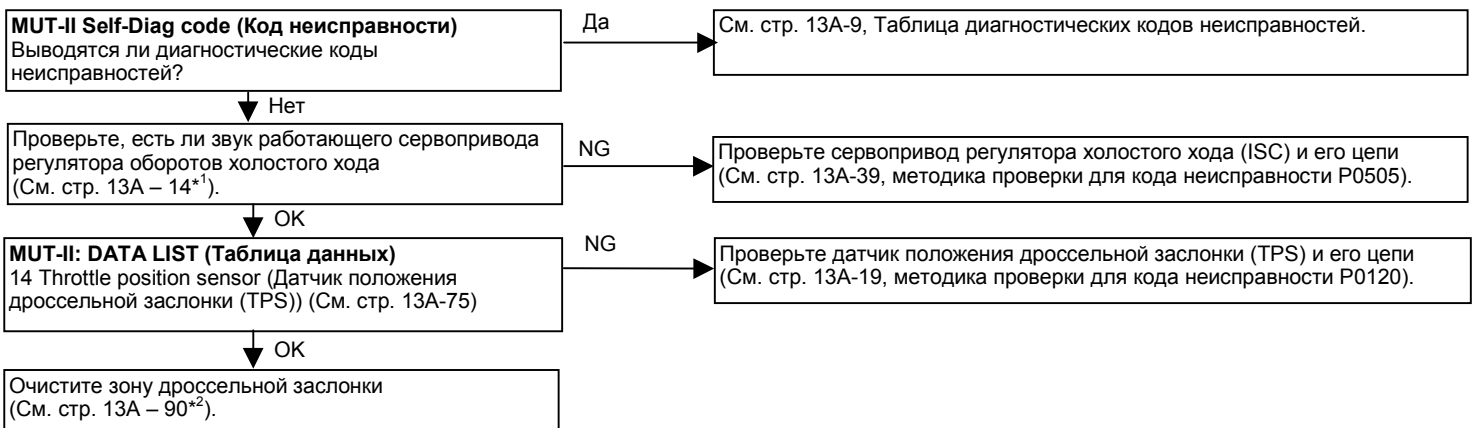 MUT-II Self-Diag code (Код неисправности)
Выводятся ли диагностические коды
неисправностей?
Да
См. стр. 13A-9, Таблица диагностических кодов неисправностей.
Нет
Проверьте, есть ли звук работающего сервопривода
регулятора оборотов холостого хода
(См. стр. 13A – 14*¹).
NG
Проверьте сервопривод регулятора холостого хода (ISC) и его цепи
(См. стр. 13A-39, методика проверки для кода неисправности P0505).
OK
MUT-II: DATA LIST (Таблица данных)
14 Throttle position sensor (Датчик положения
дроссельной заслонки (TPS)) (См. стр. 13A-75)
NG
Проверьте датчик положения дроссельной заслонки (TPS) и его цепи
(См. стр. 13A-19, методика проверки для кода неисправности P0120).
OK
Очистите зону дроссельной заслонки
(См. стр. 13A – 90*²).